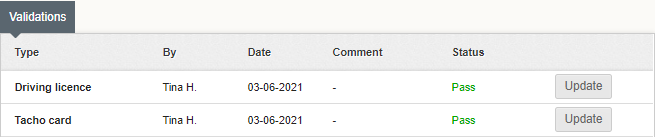 Validations
Type By Date Comment Status
Driving licence Tina H. 03-06-2021 - Pass Update
Tacho card Tina H. 03-06-2021 - Pass Update